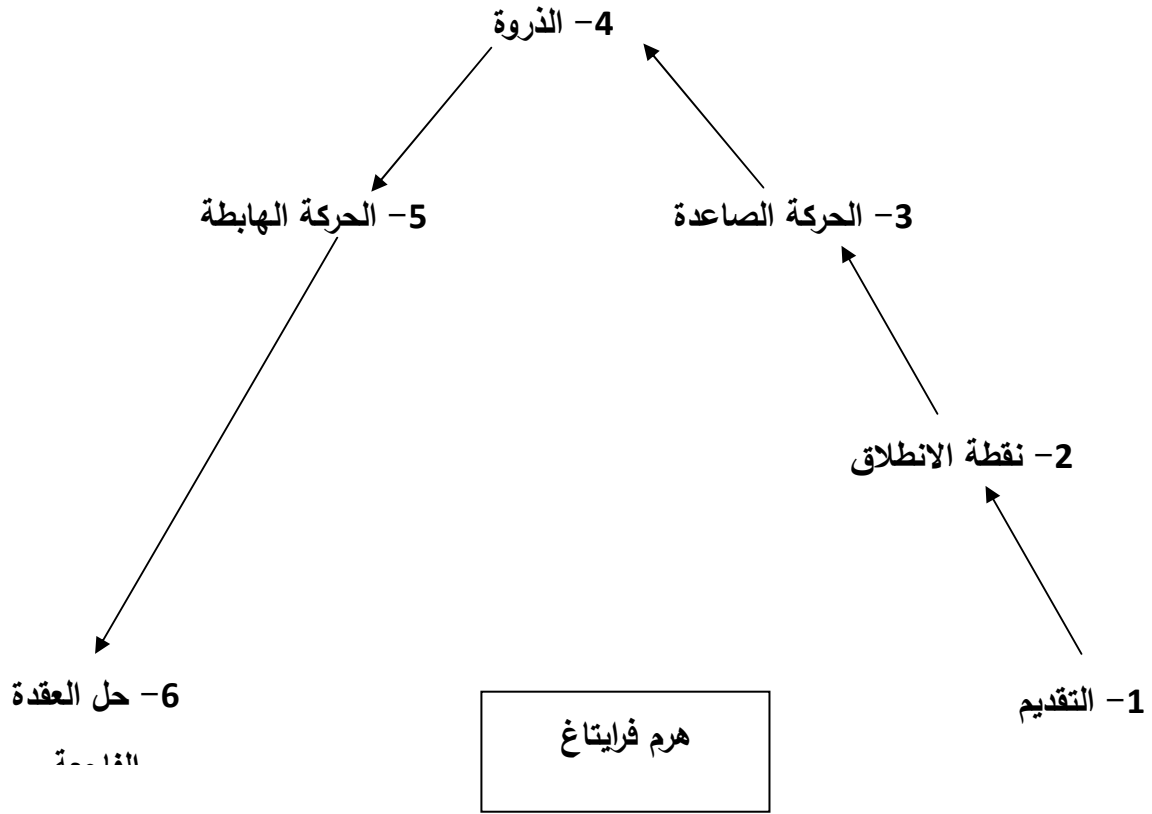 4- الذروة
3- الحركة الصاعدة
5- الحركة الهابطة
2- نقطة الانطلاق
1- التقديم
6- حل العقدة
هرم فرايتاغ